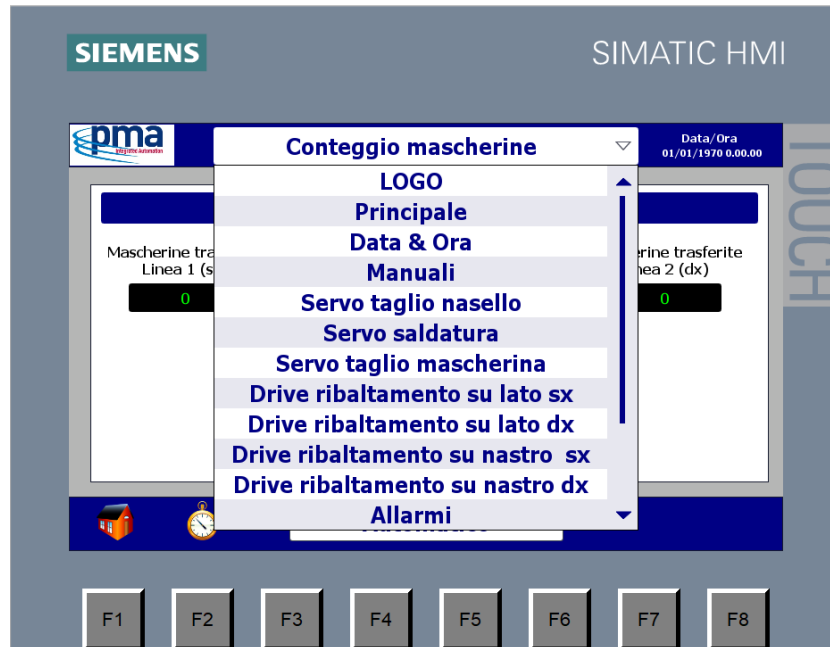 SIEMENS
SIMATIC HMI
TOUCH
pma
Conteggio mascherine
Data/Ora
01/01/1970 0.00.00
LOGO
Principale
Data & Ora
Manuali
Servo taglio nasello
Servo saldatura
Servo taglio mascherina
Drive ribaltamento su lato sx
Drive ribaltamento su lato dx
Drive ribaltamento su nastro  sx
Drive ribaltamento su nastro dx
Allarmi
Mascherine tra
Linea 1 (s
0
erine trasferite
nea 2 (dx)
0
F1
F2
F3
F4
F5
F6
F7
F8